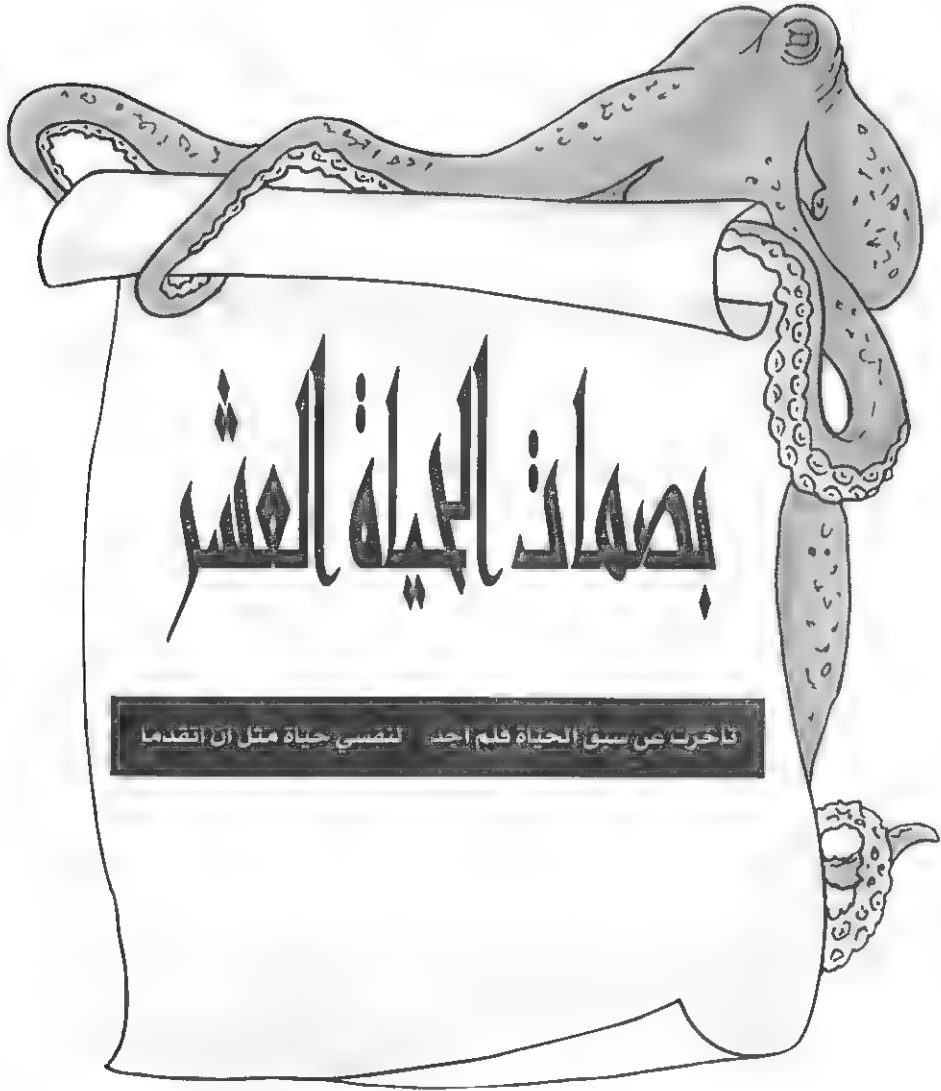 بصمات الحياة العشر
تأخرت عن سبق الحياة فلم أجد لنفسي حياة مثل أن أتقدما